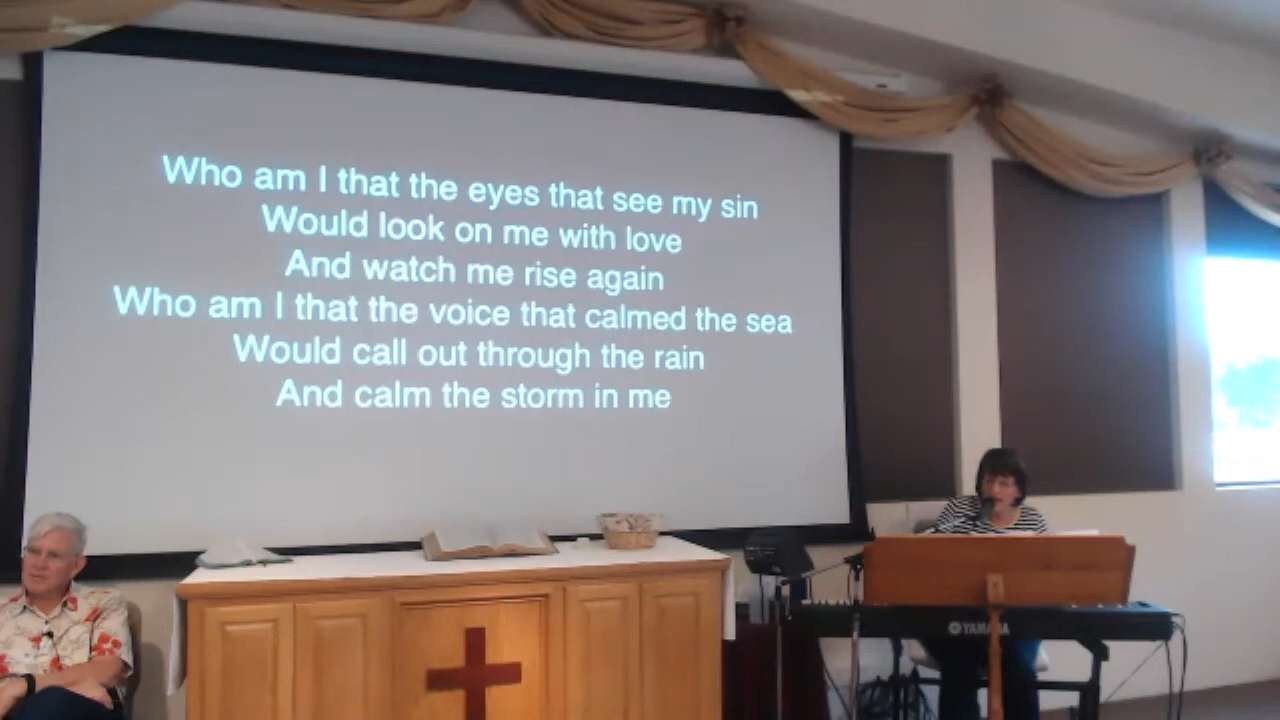 Who am I that the eyes that see my sin
Would look on me with love
And watch me rise again
Who am I that the voice that calmed the sea
Would call out through the rain
And calm the storm in me
YAMAHA